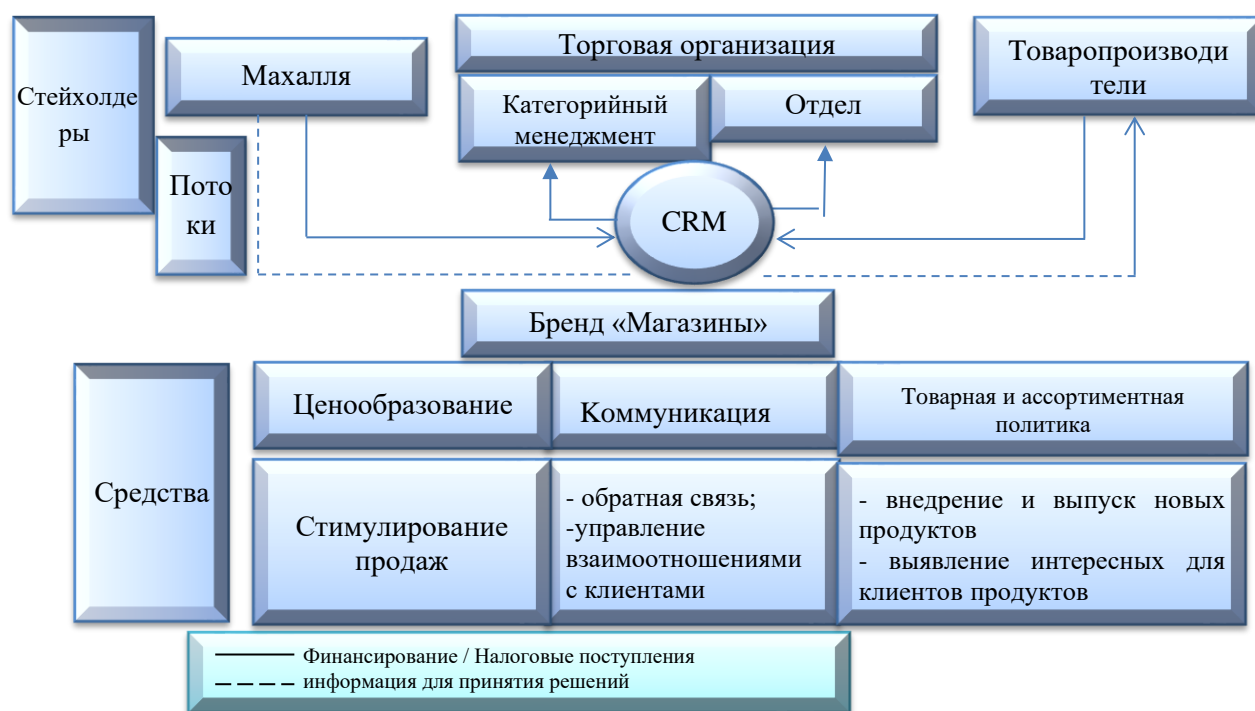 Стейхолде
ры
Махалля
Торговая организация
Категорийный
менеджмент
Отдел
Товаропроизводи
тели
Пото
ки
CRM
Бренд «Магазины»
Средства
Ценообразование
Коммуникация
Товарная и ассортиментная
политика
Стимулирование
продаж
- обратная связь;
-управление
взаимоотношениями
с клиентами
- внедрение и выпуск новых
продуктов
- выявление интересных для
клиентов продуктов
Финансирование / Налоговые поступления
информация для принятия решений